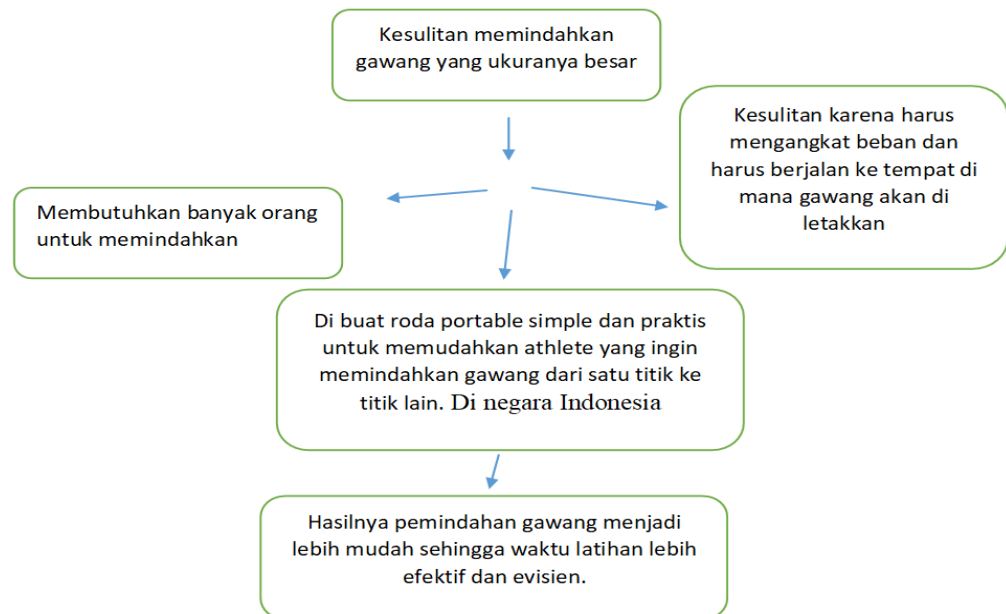 Kesulitan memindahkan
gawang yang ukuranya besar
Kesulitan karena harus
mengangkat beban dan
harus berjalan ke tempat di
mana gawang akan di
letakkan
Membutuhkan banyak orang
untuk memindahkan
Di buat roda portable simple dan praktis
untuk memudahkan athlete yang ingin
memindahkan gawang dari satu titik ke
titik lain. Di negara Indonesia
Hasilnya pemindahan gawang menjadi
lebih mudah sehingga waktu latihan lebih
efektif dan evisien.